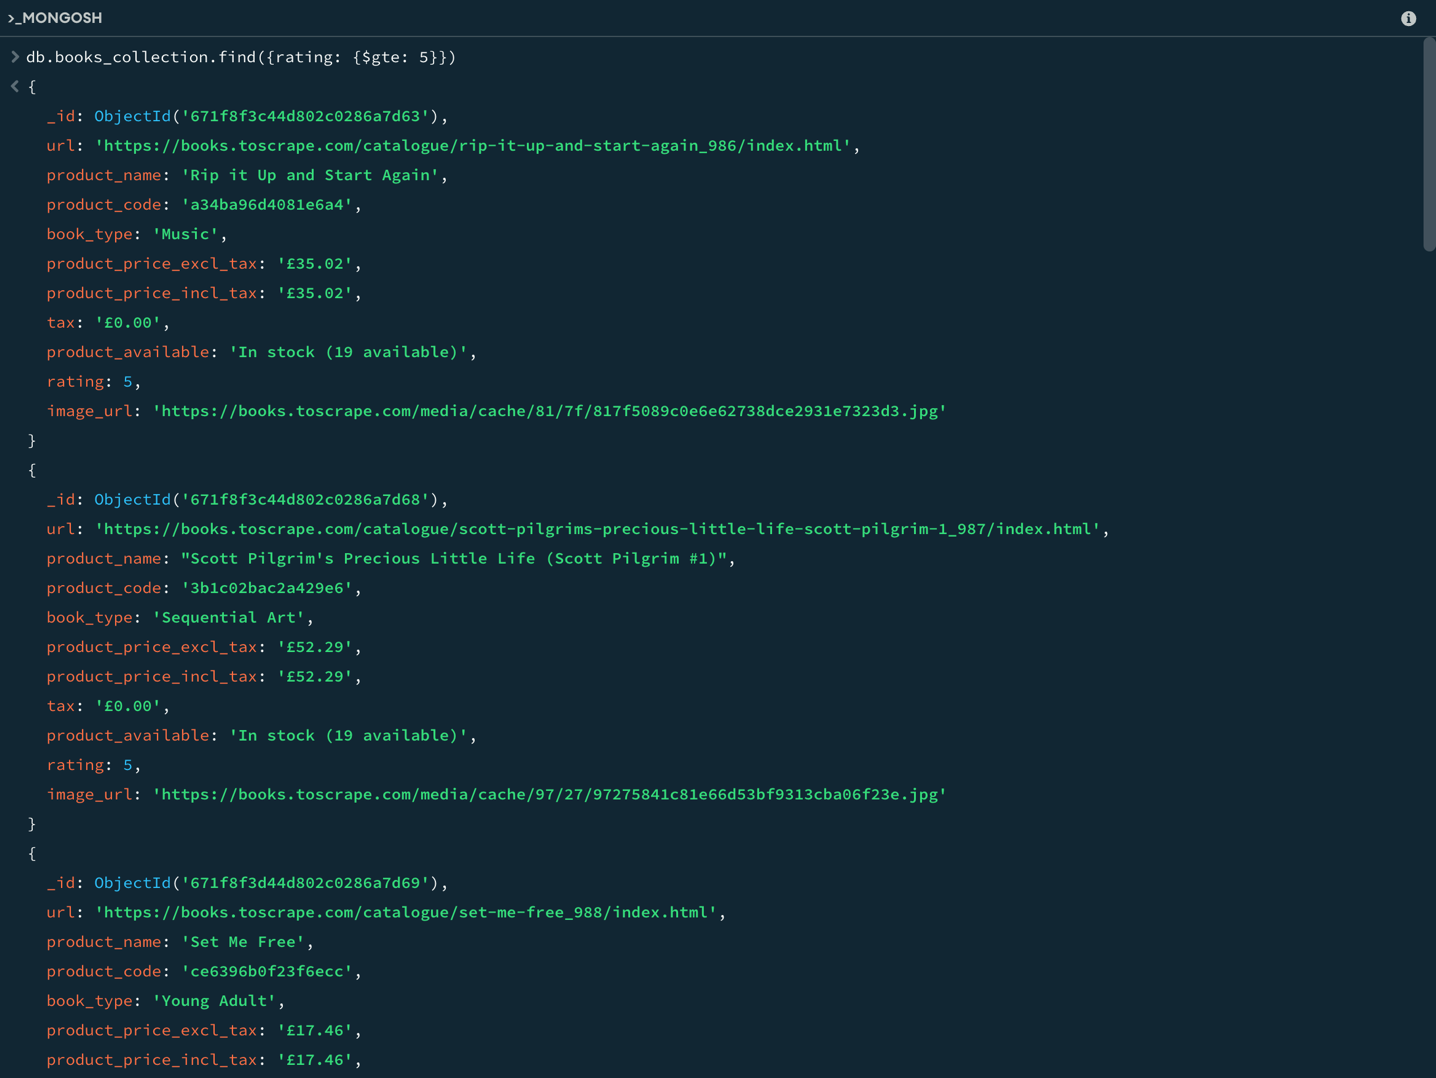 >_MONGOSH
> db.books_collection.find({rating: {$gte: 5}})
< {
_id: ObjectId('671f8f3c44d802c0286a7d63'),
url: 'https://books.toscrape.com/catalogue/rip-it-up-and-start-again_986/index.html',
product_name: 'Rip it Up and Start Again',
product_code: 'a34ba96d4081e6a4',
book_type: 'Music',
product_price_excl_tax: '£35.02',
product_price_incl_tax: '£35.02',
tax: '£0.00',
product_available: 'In stock (19 available)',
rating: 5,
image_url: 'https://books.toscrape.com/media/cache/81/7f/817f5089c0e6e62738dce2931e7323d3.jpg'
}
{
_id: ObjectId('671f8f3c44d802c0286a7d68'),
url: 'https://books.toscrape.com/catalogue/scott-pilgrims-precious-little-life-scott-pilgrim-1_987/index.html',
product_name: "Scott Pilgrim's Precious Little Life (Scott Pilgrim #1)",
product_code: '3b1c02bac2a429e6',
book_type: 'Sequential Art',
product_price_excl_tax: '£52.29',
product_price_incl_tax: '£52.29',
tax: '£0.00',
product_available: 'In stock (19 available)',
rating: 5,
image_url: 'https://books.toscrape.com/media/cache/97/27/97275841c81e66d53bf9313cba06f23e.jpg'
}
{
_id: ObjectId('671f8f3d44d802c0286a7d69'),
url: 'https://books.toscrape.com/catalogue/set-me-free_988/index.html',
product_name: 'Set Me Free',
product_code: 'ce6396b0f23f6ecc',
book_type: 'Young Adult',
product_price_excl_tax: '£17.46',
product_price_incl_tax: '£17.46',